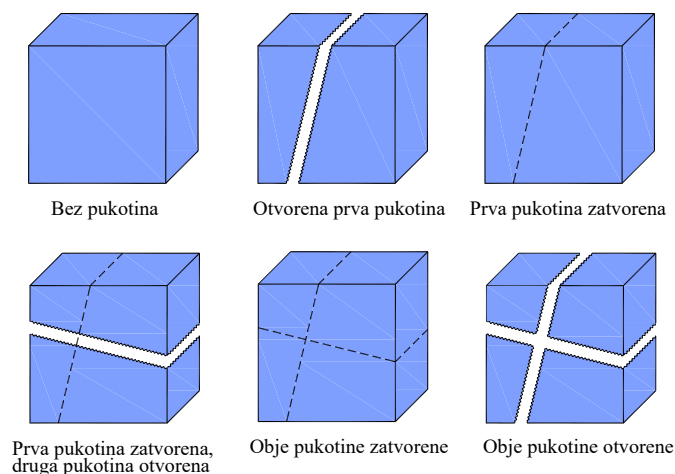 Bez pukotina
Otvorena prva pukotina
Prva pukotina zatvorena
Prva pukotina zatvorena,
druga pukotina otvorena
Obje pukotine zatvorene
Obje pukotine otvorene